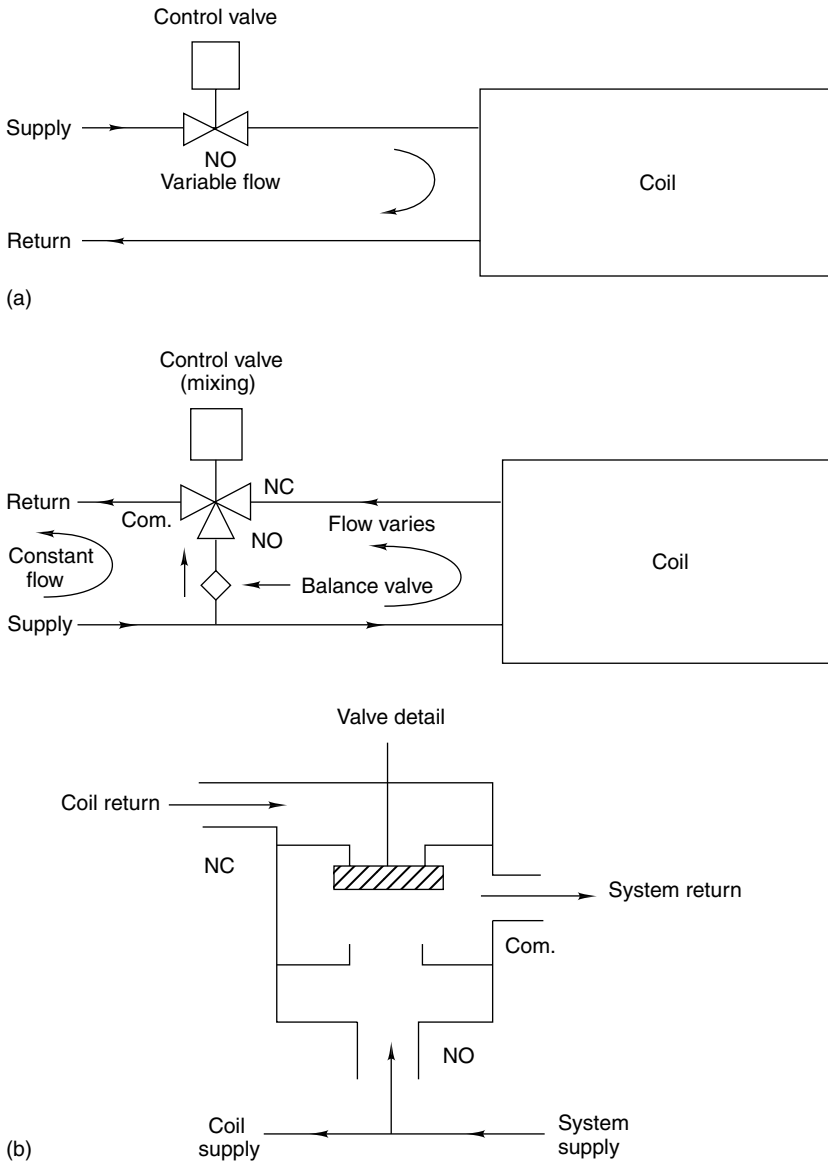 Control valve
Supply
NO
Variable flow
Coil
Return
(a)
Control valve
(mixing)
Return
Com.
NC
NO
Flow varies
Constant
flow
Balance valve
Coil
Supply
Valve detail
Coil return
NC
System return
Com.
NO
Coil
supply
System
supply
(b)